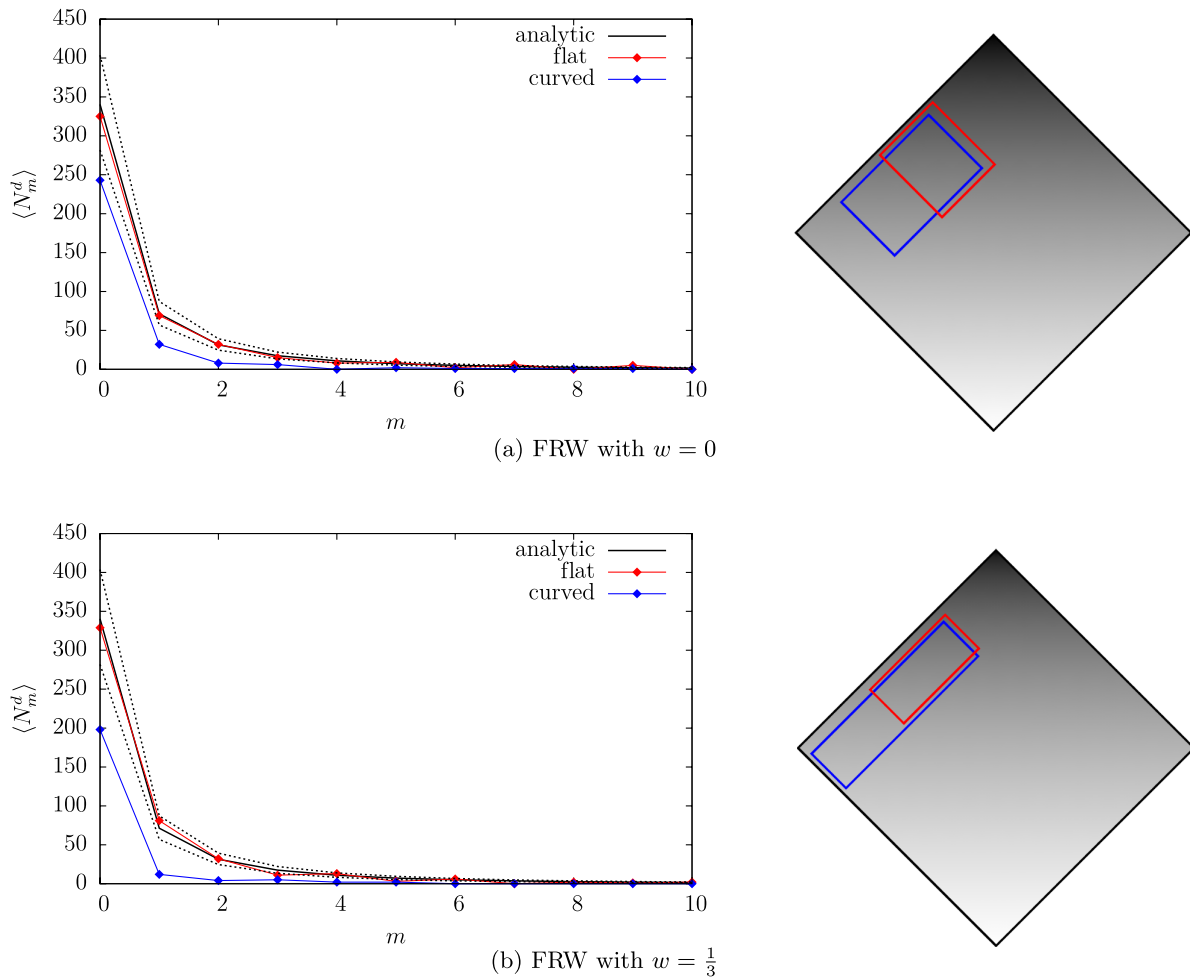 450
400
350
300
250
200
150
100
50
0
⟨N_m^d⟩
analytic
flat
curved
0 2 4 6 8 10
m
(a) FRW with w = 0
450
400
350
300
250
200
150
100
50
0
⟨N_m^d⟩
analytic
flat
curved
0 2 4 6 8 10
m
(b) FRW with w = 1/3